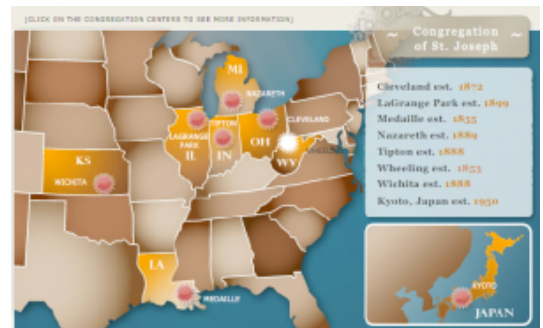 [CLICK ON THE CONGREGATION CENTERS TO SEE MORE INFORMATION]
~ Congregation ~
of St. Joseph
Cleveland est. 1872
LaGrange Park est. 1899
Medaille est. 1855
Nazareth est. 1889
Tipton est. 1888
Wheeling est. 1853
Wichita est. 1888
Kyoto, Japan est. 1950
MI
NAZARETH
TIPTON
CLEVELAND
LAGRANGE
PARK
IL
IN
OH
WV
WHEELING
KS
WICHITA
LA
MEDAILLE
KYOTO
JAPAN